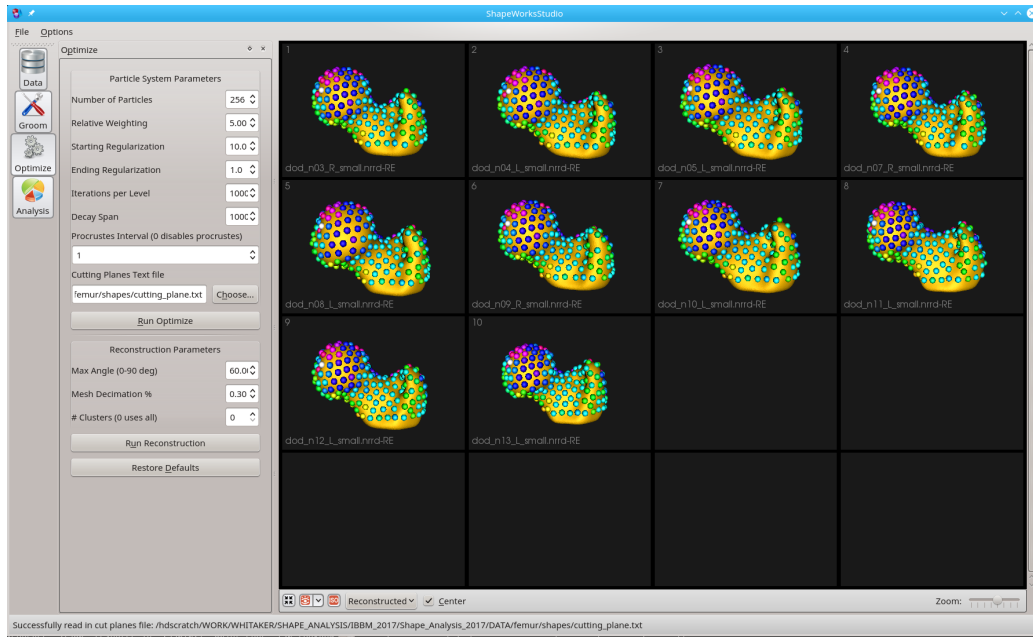 ShapeWorksStudio
File Options
Optimize
Data
Groom
Optimize
Analysis
Particle System Parameters
Number of Particles 256
Relative Weighting 5.00
Starting Regularization 10.0
Ending Regularization 1.0
Iterations per Level 1000
Decay Span 1000
Procrustes Interval (0 disables procrustes)
1
Cutting Planes Text file
femur/shapes/cutting_plane.txt Choose...
Run Optimize
Reconstruction Parameters
Max Angle (0-90 deg) 60.0
Mesh Decimation % 0.30
# Clusters (0 uses all) 0
Run Reconstruction
Restore Defaults
1 2 3 4
dod_n03_R_small.nrrd-RE dod_n04_L_small.nrrd-RE dod_n05_L_small.nrrd-RE dod_n07_R_small.nrrd-RE
5 6 7 8
dod_n08_L_small.nrrd-RE dod_n09_R_small.nrrd-RE dod_n10_L_small.nrrd-RE dod_n11_L_small.nrrd-RE
9 10
dod_n12_L_small.nrrd-RE dod_n13_L_small.nrrd-RE
Reconstructed Center Zoom:
Successfully read in cut planes file: /hdscratch/WORK/WHITAKER/SHAPE_ANALYSIS/IBBM_2017/Shape_Analysis_2017/DATA/femur/shapes/cutting_plane.txt